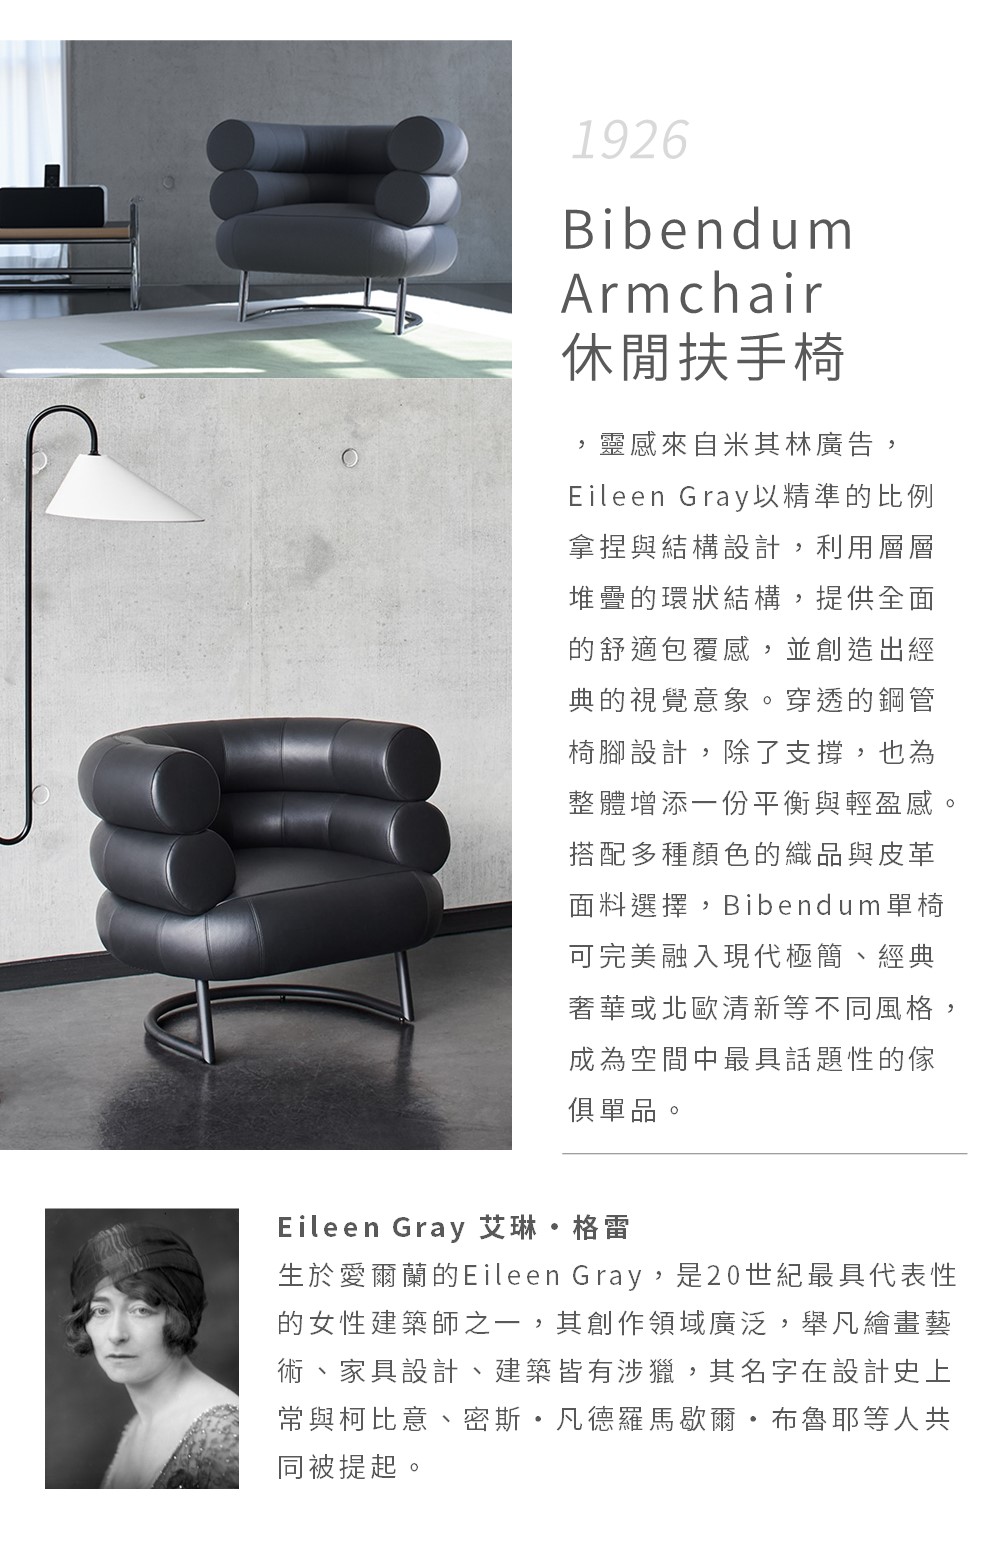 1926
Bibendum
Armchair
休閒扶手椅
，靈感來自米其林廣告，
Eileen Gray以精準的比例
拿捏與結構設計，利用層層
堆疊的環狀結構，提供全面
的舒適包覆感，並創造出經
典的視覺意象。穿透的鋼管
椅腳設計，除了支撐，也為
整體增添一份平衡與輕盈感。
搭配多種顏色的織品與皮革
面料選擇，Bibendum單椅
可完美融入現代極簡、經典
奢華或北歐清新等不同風格，
成為空間中最具話題性的傢
俱單品。
Eileen Gray 艾琳・格雷
生於愛爾蘭的Eileen Gray，是20世紀最具代表性
的女性建築師之一，其創作領域廣泛，舉凡繪畫藝
術、家具設計、建築皆有涉獵，其名字在設計史上
常與柯比意、密斯・凡德羅馬歇爾・布魯耶等人共
同被提起。